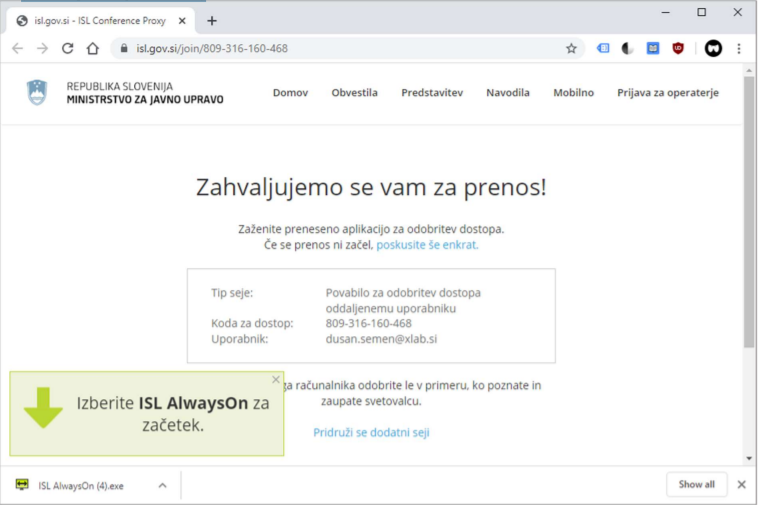 isl.gov.si - ISL Conference Proxy
isl.gov.si/join/809-316-160-468
REPUBLIKA SLOVENIJA
MINISTRSTVO ZA JAVNO UPRAVO
Domov Obvestila Predstavitev Navodila Mobilno Prijava za operaterje
Zahvaljujemo se vam za prenos!
Zaženite preneseno aplikacijo za odobritev dostopa.
Če se prenos ni začel, poskusite še enkrat.
Tip seje: Povabilo za odobritev dostopa
oddaljenemu uporabniku
Koda za dostop: 809-316-160-468
Uporabnik: dusan.semen@xlab.si
računalnika odobrite le v primeru, ko poznate in
zaupate svetovalcu.
Izberite ISL AlwaysOn za
začetek.
Pridruži se dodatni seji
ISL AlwaysOn (4).exe
Show all